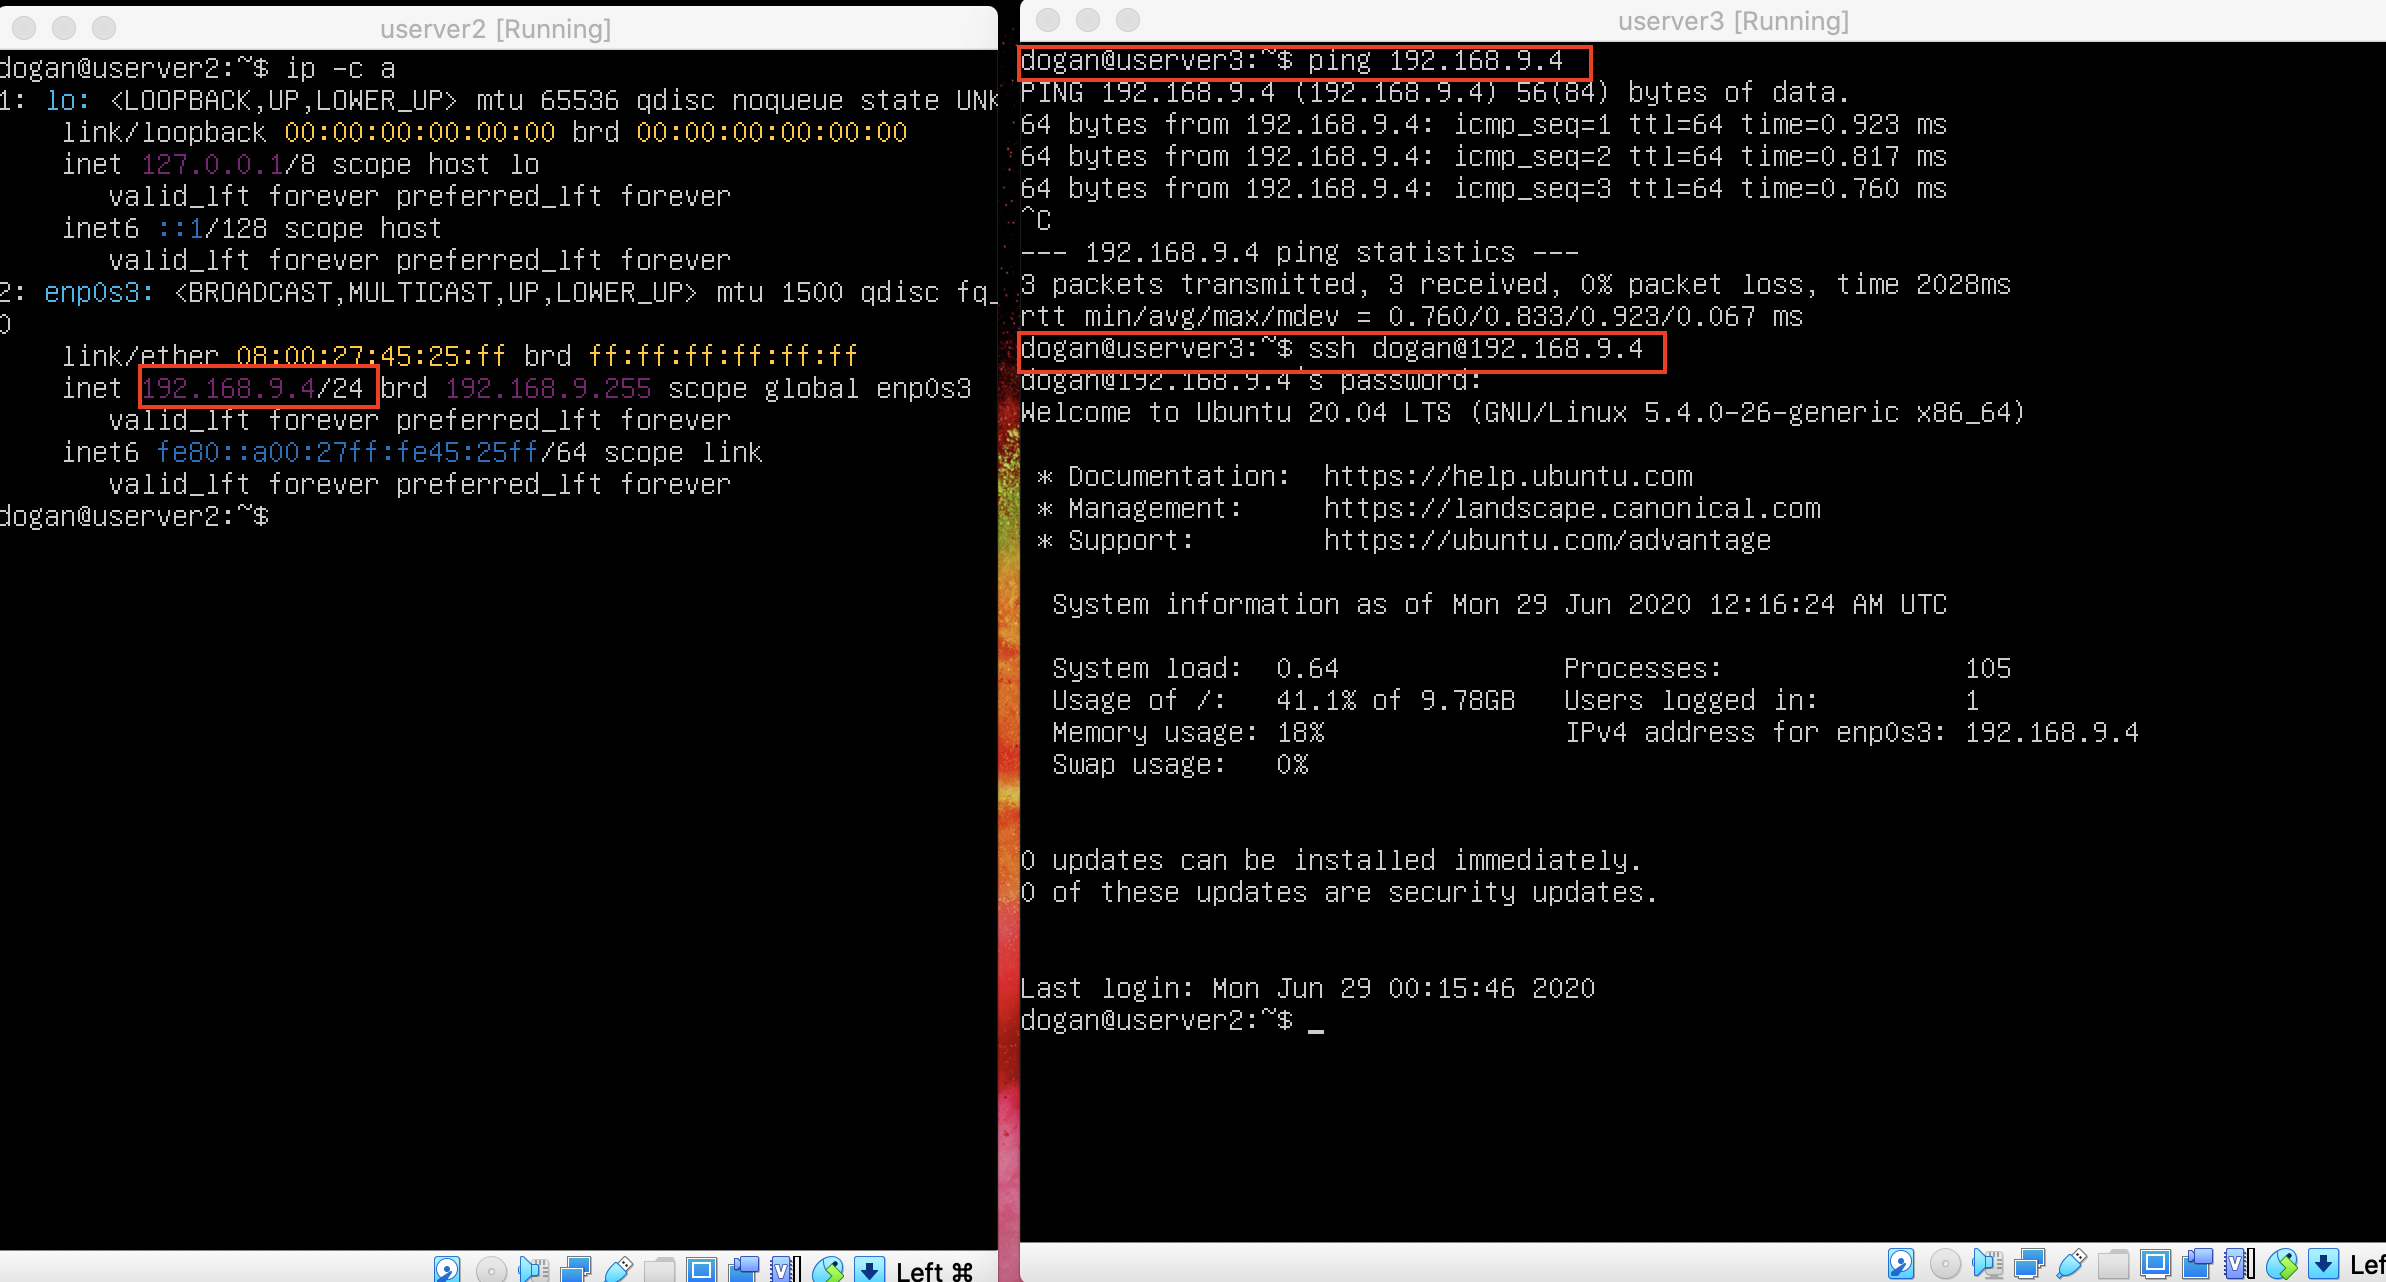 userver2 [Running]
dogan@userver2:~$ ip -c a
1: lo: <LOOPBACK,UP,LOWER_UP> mtu 65536 qdisc noqueue state UNK
link/loopback 00:00:00:00:00:00 brd 00:00:00:00:00:00
inet 127.0.0.1/8 scope host lo
valid_lft forever preferred_lft forever
inet6 ::1/128 scope host
valid_lft forever preferred_lft forever
2: enp0s3: <BROADCAST,MULTICAST,UP,LOWER_UP> mtu 1500 qdisc fq_
0
link/ether 08:00:27:45:25:ff brd ff:ff:ff:ff:ff:ff
inet 192.168.9.4/24 brd 192.168.9.255 scope global enp0s3
valid_lft forever preferred_lft forever
inet6 fe80::a00:27ff:fe45:25ff/64 scope link
valid_lft forever preferred_lft forever
dogan@userver2:~$
Left ⌘
userver3 [Running]
dogan@userver3:~$ ping 192.168.9.4
PING 192.168.9.4 (192.168.9.4) 56(84) bytes of data.
64 bytes from 192.168.9.4: icmp_seq=1 ttl=64 time=0.923 ms
64 bytes from 192.168.9.4: icmp_seq=2 ttl=64 time=0.817 ms
64 bytes from 192.168.9.4: icmp_seq=3 ttl=64 time=0.760 ms
^C
--- 192.168.9.4 ping statistics ---
3 packets transmitted, 3 received, 0% packet loss, time 2028ms
rtt min/avg/max/mdev = 0.760/0.833/0.923/0.067 ms
dogan@userver3:~$ ssh dogan@192.168.9.4
dogan@192.168.9.4's password:
Welcome to Ubuntu 20.04 LTS (GNU/Linux 5.4.0-26-generic x86_64)
* Documentation: https://help.ubuntu.com
* Management: https://landscape.canonical.com
* Support: https://ubuntu.com/advantage
System information as of Mon 29 Jun 2020 12:16:24 AM UTC
System load: 0.64 Processes: 105
Usage of /: 41.1% of 9.78GB Users logged in: 1
Memory usage: 18% IPv4 address for enp0s3: 192.168.9.4
Swap usage: 0%
0 updates can be installed immediately.
0 of these updates are security updates.
Last login: Mon Jun 29 00:15:46 2020
dogan@userver2:~$ _
Lef